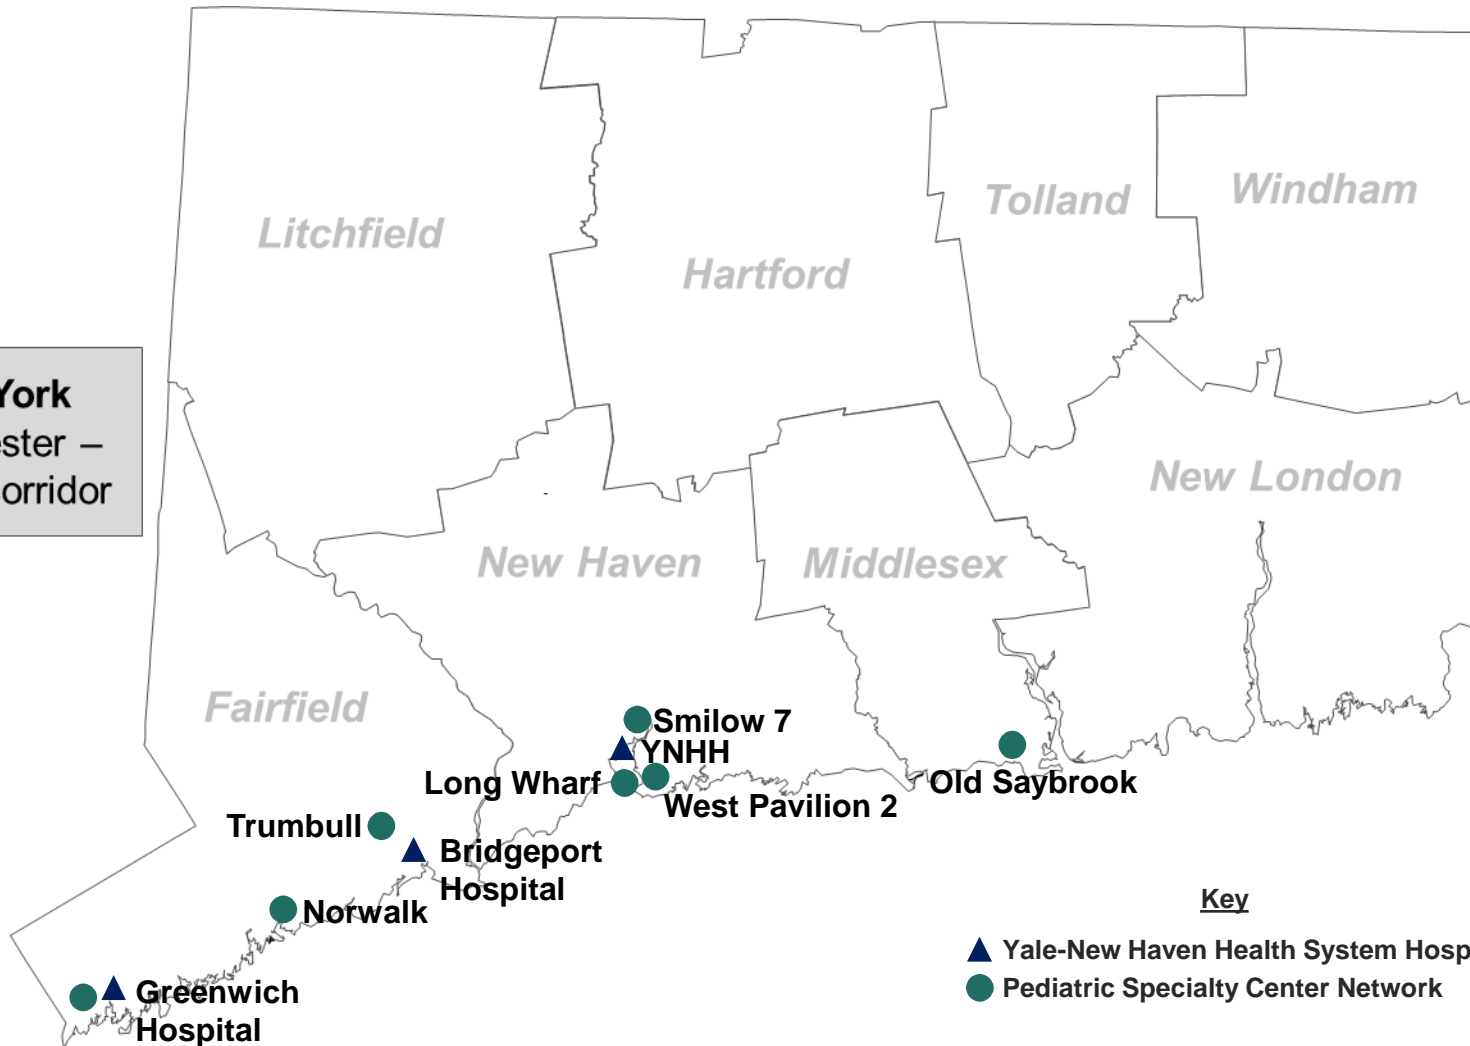 Litchfield
Hartford
Tolland
Windham
York
ester –
orridor
New Haven
Middlesex
New London
Fairfield
Smilow 7
YNHH
Long Wharf
West Pavilion 2
Old Saybrook
Trumbull
Bridgeport
Hospital
Norwalk
Greenwich
Hospital
Key
Yale-New Haven Health System Hosp
Pediatric Specialty Center Network